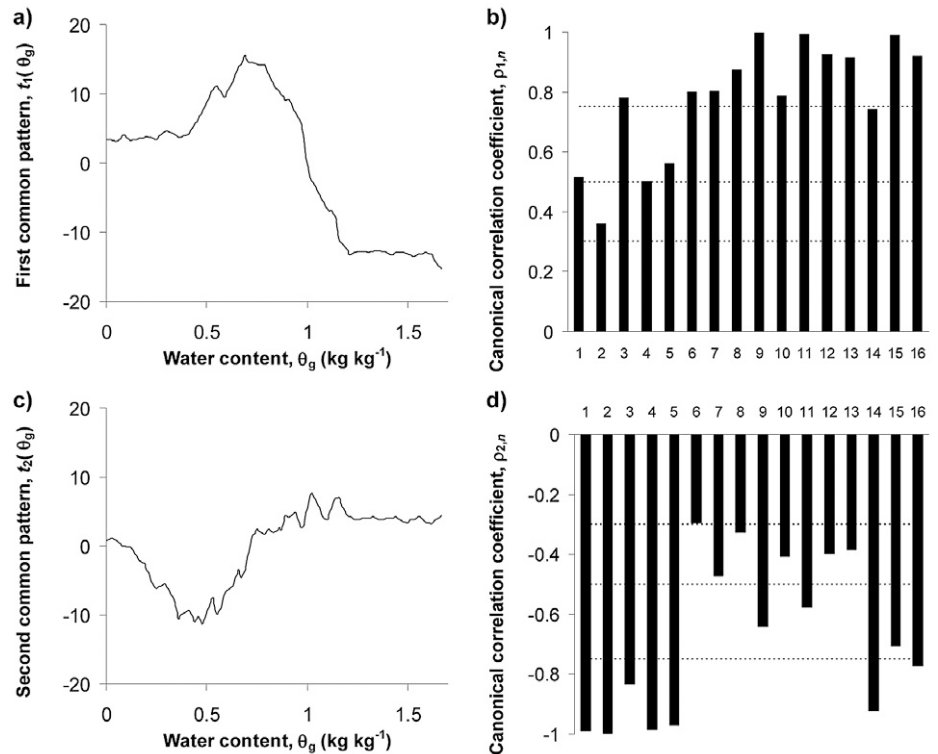 a)
First common pattern, t₁( θg)
20
10
0
-10
-20
0
0.5
1
1.5
Water content, θg (kg kg⁻¹)
b)
Canonical correlation coefficient, ρ₁,ₙ
1
0.8
0.6
0.4
0.2
0
1 2 3 4 5 6 7 8 9 10 11 12 13 14 15 16
c)
Second common pattern, t₂( θg)
20
10
0
-10
-20
0
0.5
1
1.5
Water content, θg (kg kg⁻¹)
d)
Canonical correlation coefficient, ρ₂,ₙ
1 2 3 4 5 6 7 8 9 10 11 12 13 14 15 16
0
-0.2
-0.4
-0.6
-0.8
-1